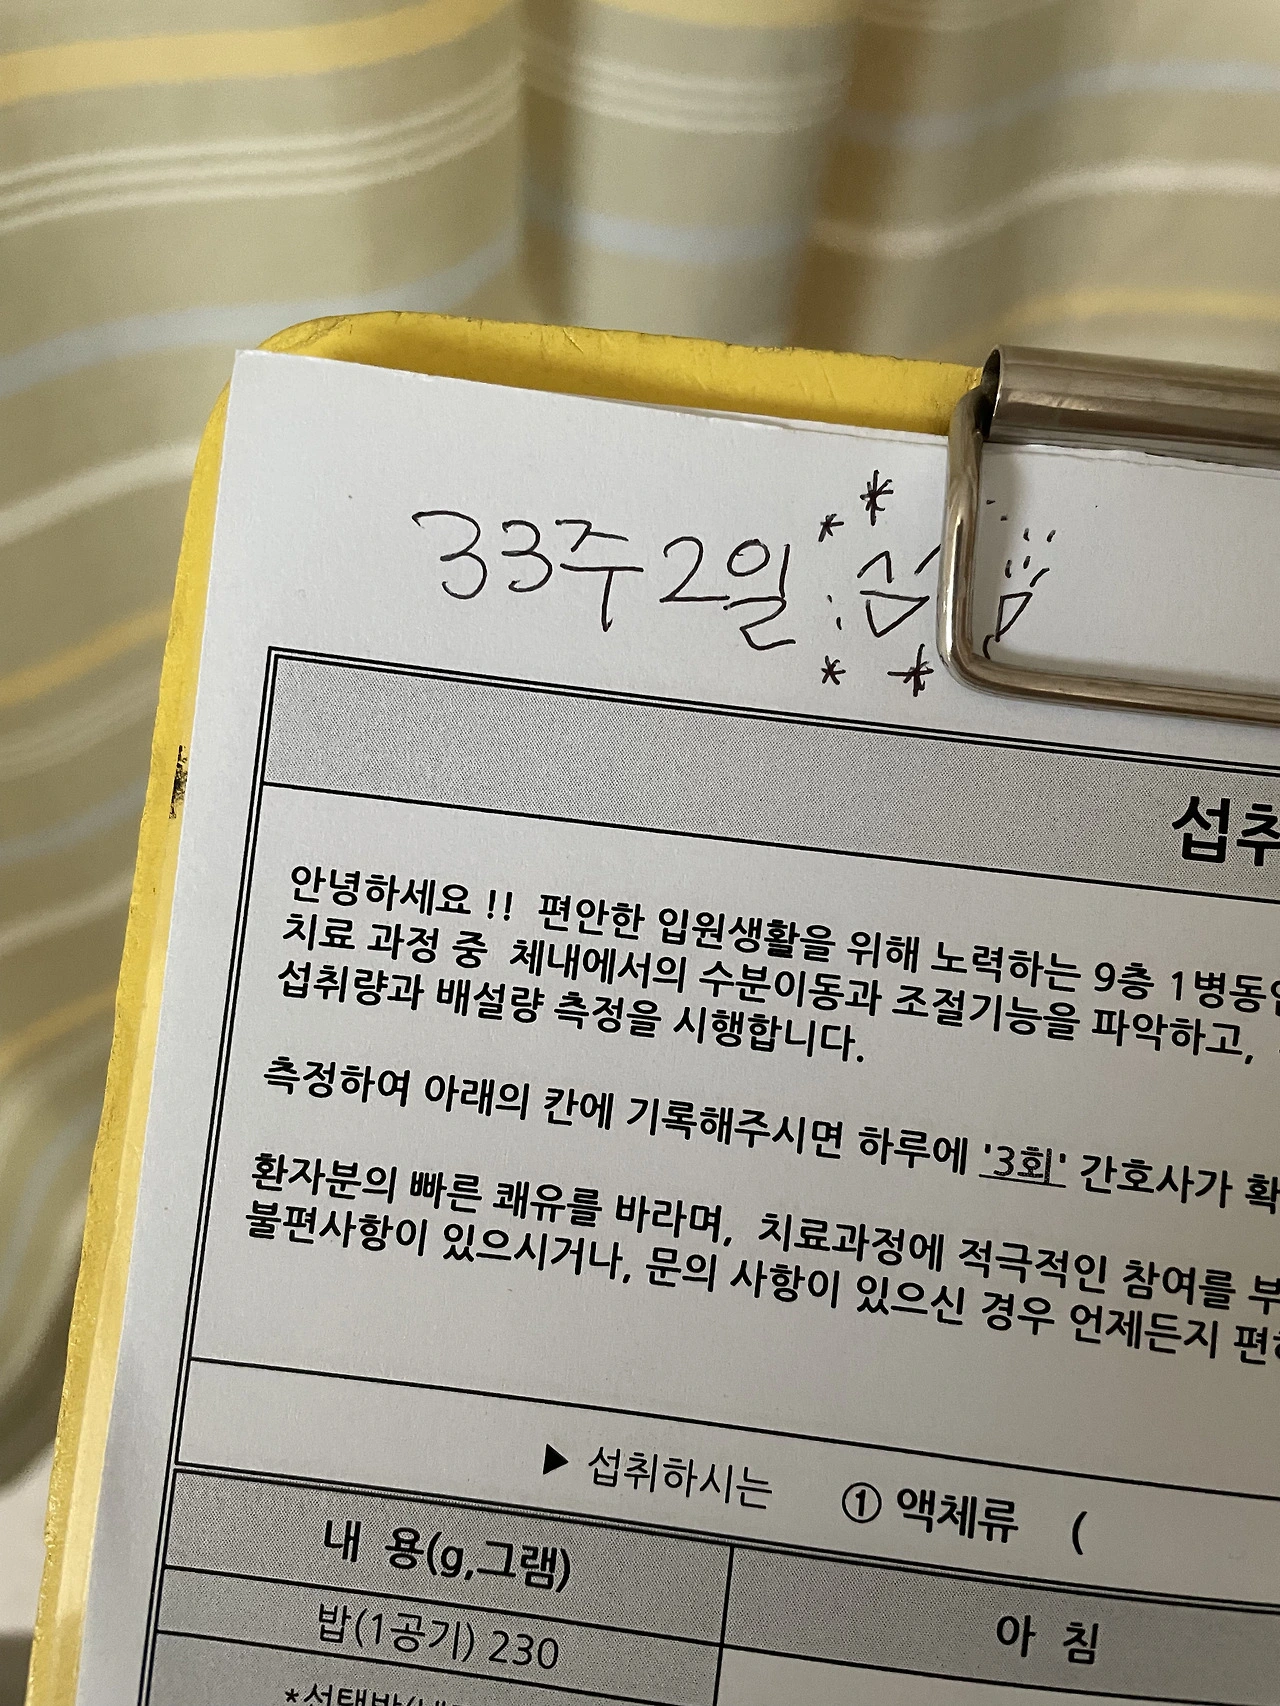 33주2일
섭취
안녕하세요 !! 편안한 입원생활을 위해 노력하는 9층 1병동
치료 과정 중 체내에서의 수분이동과 조절기능을 파악하고,
섭취량과 배설량 측정을 시행합니다.
측정하여 아래의 칸에 기록해주시면 하루에 '3회' 간호사가 확
환자분의 빠른 쾌유를 바라며, 치료과정에 적극적인 참여를 부
불편사항이 있으시거나, 문의 사항이 있으신 경우 언제든지 편하
▶ 섭취하시는 ① 액체류 (
내 용(g,그램) 아 침
밥(1공기) 230